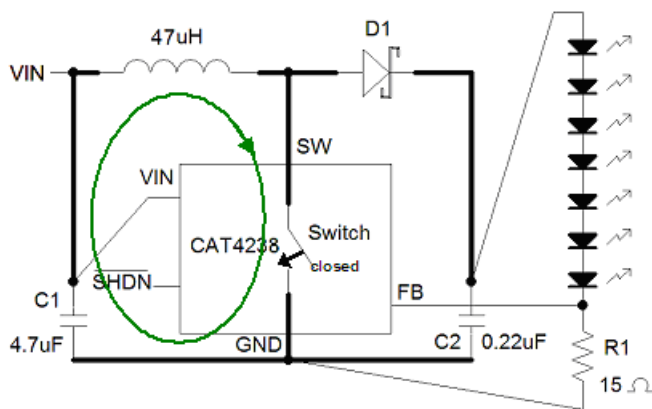 D1
47uH
VIN
SW
VIN
CAT4238
Switch
closed
SHDN
FB
C1
4.7uF
GND
C2
0.22uF
R1
15 Ω